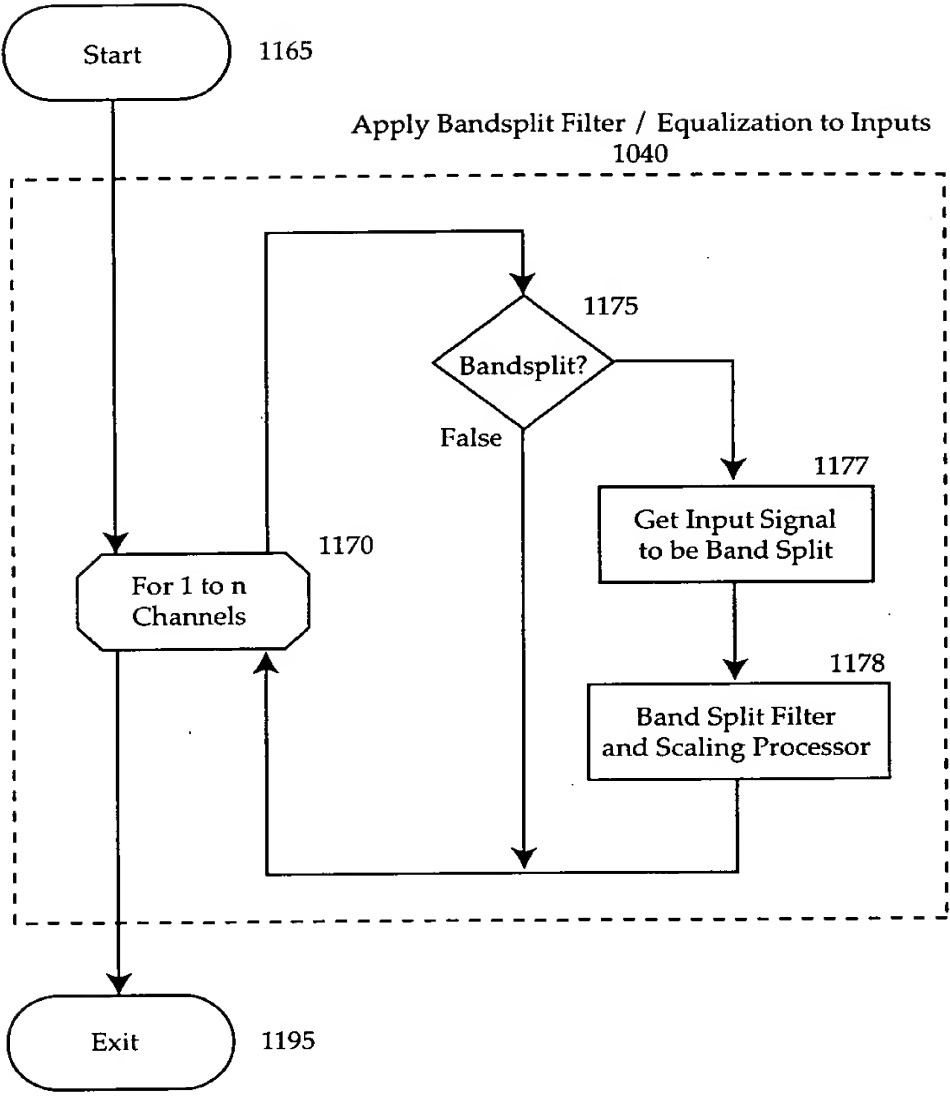 Start
1165
Apply Bandsplit Filter / Equalization to Inputs
1040
1175
Bandsplit?
False
1177
Get Input Signal
to be Band Split
1170
For 1 to n
Channels
1178
Band Split Filter
and Scaling Processor
Exit
1195